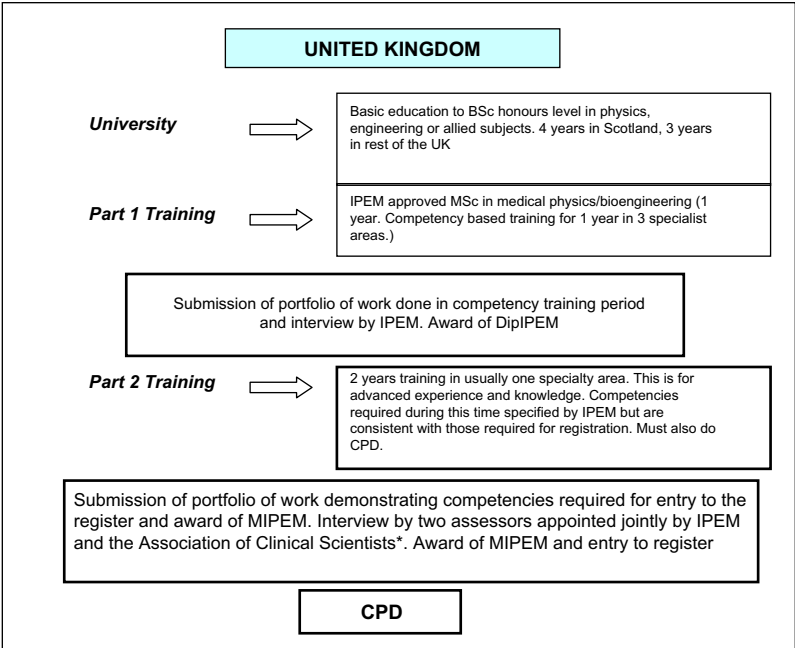 UNITED KINGDOM
University
Basic education to BSc honours level in physics,
engineering or allied subjects. 4 years in Scotland, 3 years
in rest of the UK
Part 1 Training
IPEM approved MSc in medical physics/bioengineering (1
year. Competency based training for 1 year in 3 specialist
areas.)
Submission of portfolio of work done in competency training period
and interview by IPEM. Award of DipIPEM
Part 2 Training
2 years training in usually one specialty area. This is for
advanced experience and knowledge. Competencies
required during this time specified by IPEM but are
consistent with those required for registration. Must also do
CPD.
Submission of portfolio of work demonstrating competencies required for entry to the
register and award of MIPEM. Interview by two assessors appointed jointly by IPEM
and the Association of Clinical Scientists*. Award of MIPEM and entry to register
CPD